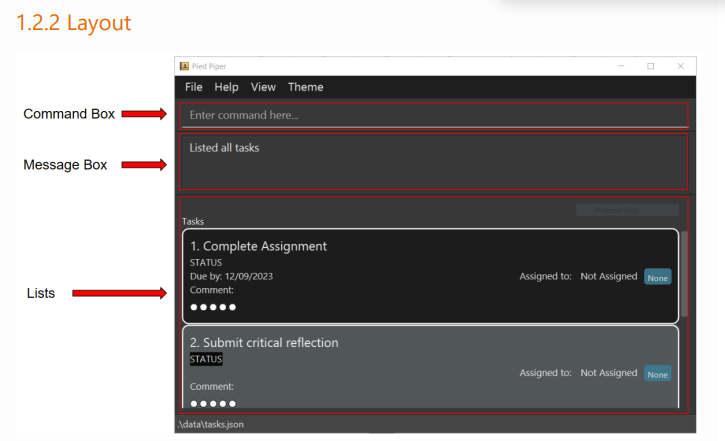 1.2.2 Layout
Pied Piper
File Help View Theme
Command Box
Enter command here...
Message Box
Listed all tasks
Tasks
1. Complete Assignment
STATUS
Due by: 12/09/2023
Assigned to: Not Assigned None
Comment:
Lists
2. Submit critical reflection
STATUS
Assigned to: Not Assigned None
Comment:
.\data\tasks.json